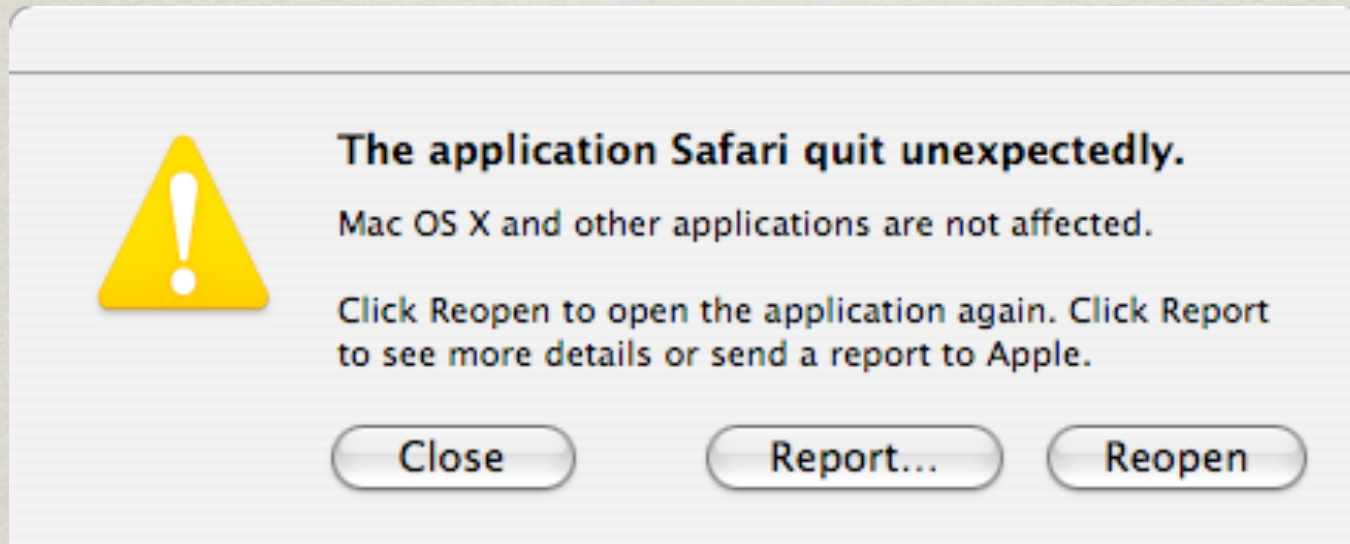 The application Safari quit unexpectedly.
Mac OS X and other applications are not affected.
Click Reopen to open the application again. Click Report
to see more details or send a report to Apple.
Close Report... Reopen